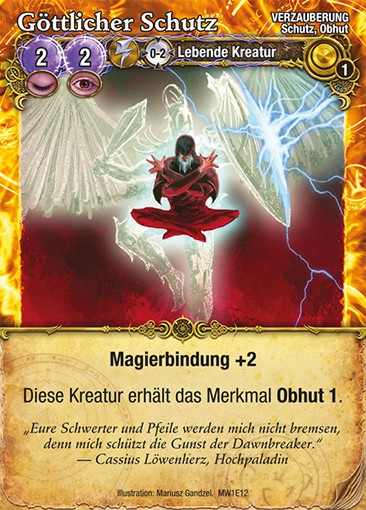 Göttlicher Schutz
VERZAUBERUNG
Schutz, Obhut
2 2 0-2 Lebende Kreatur 1
Magierbindung +2
Diese Kreatur erhält das Merkmal Obhut 1.
„Eure Schwerter und Pfeile werden mich nicht bremsen,
denn mich schützt die Gunst der Dawnbreaker.“
— Cassius Löwenherz, Hochpaladin
Illustration: Mariusz Gandzel. MW1E12